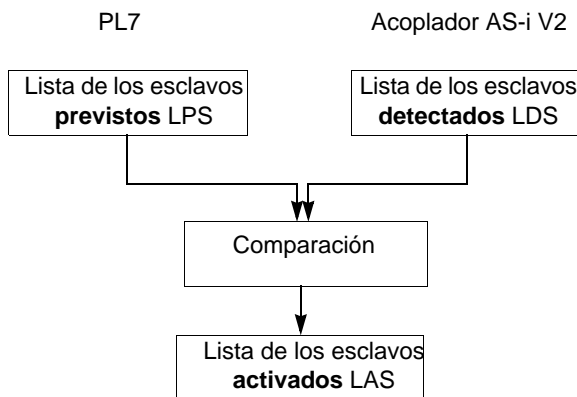 PL7
Acoplador AS-i V2
Lista de los esclavos
previstos LPS
Lista de los esclavos
detectados LDS
Comparación
Lista de los esclavos
activados LAS